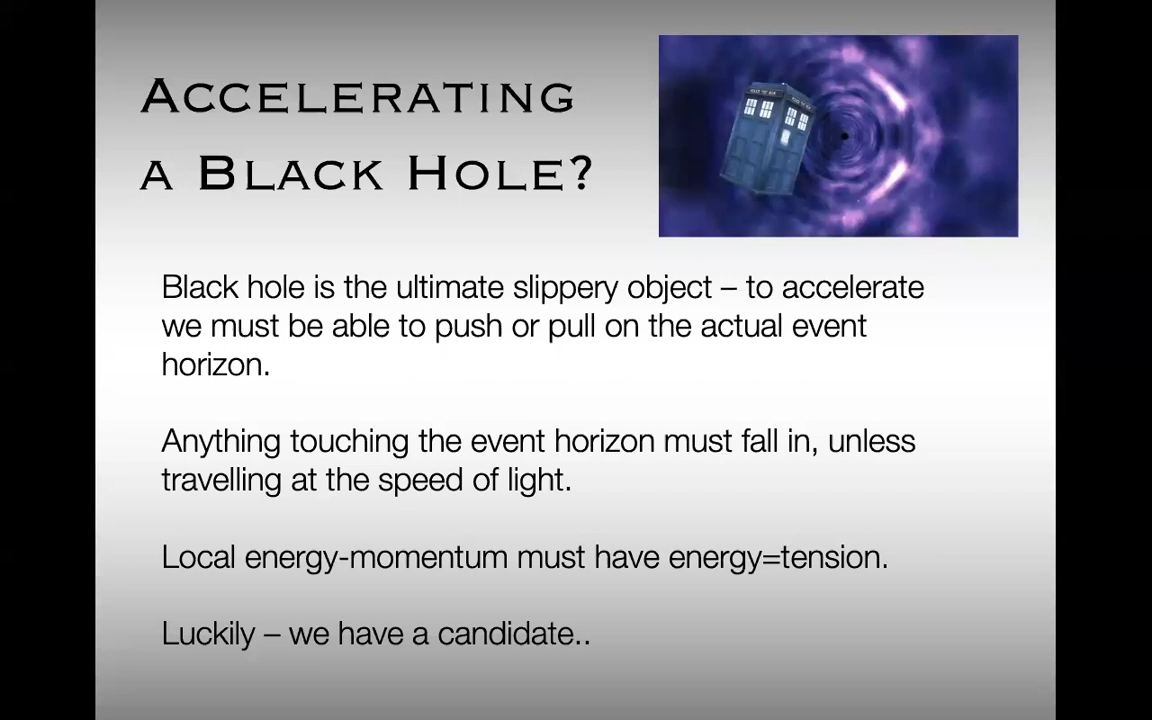 ACCELERATING
A BLACK HOLE?
Black hole is the ultimate slippery object – to accelerate
we must be able to push or pull on the actual event
horizon.
Anything touching the event horizon must fall in, unless
travelling at the speed of light.
Local energy-momentum must have energy=tension.
Luckily – we have a candidate..